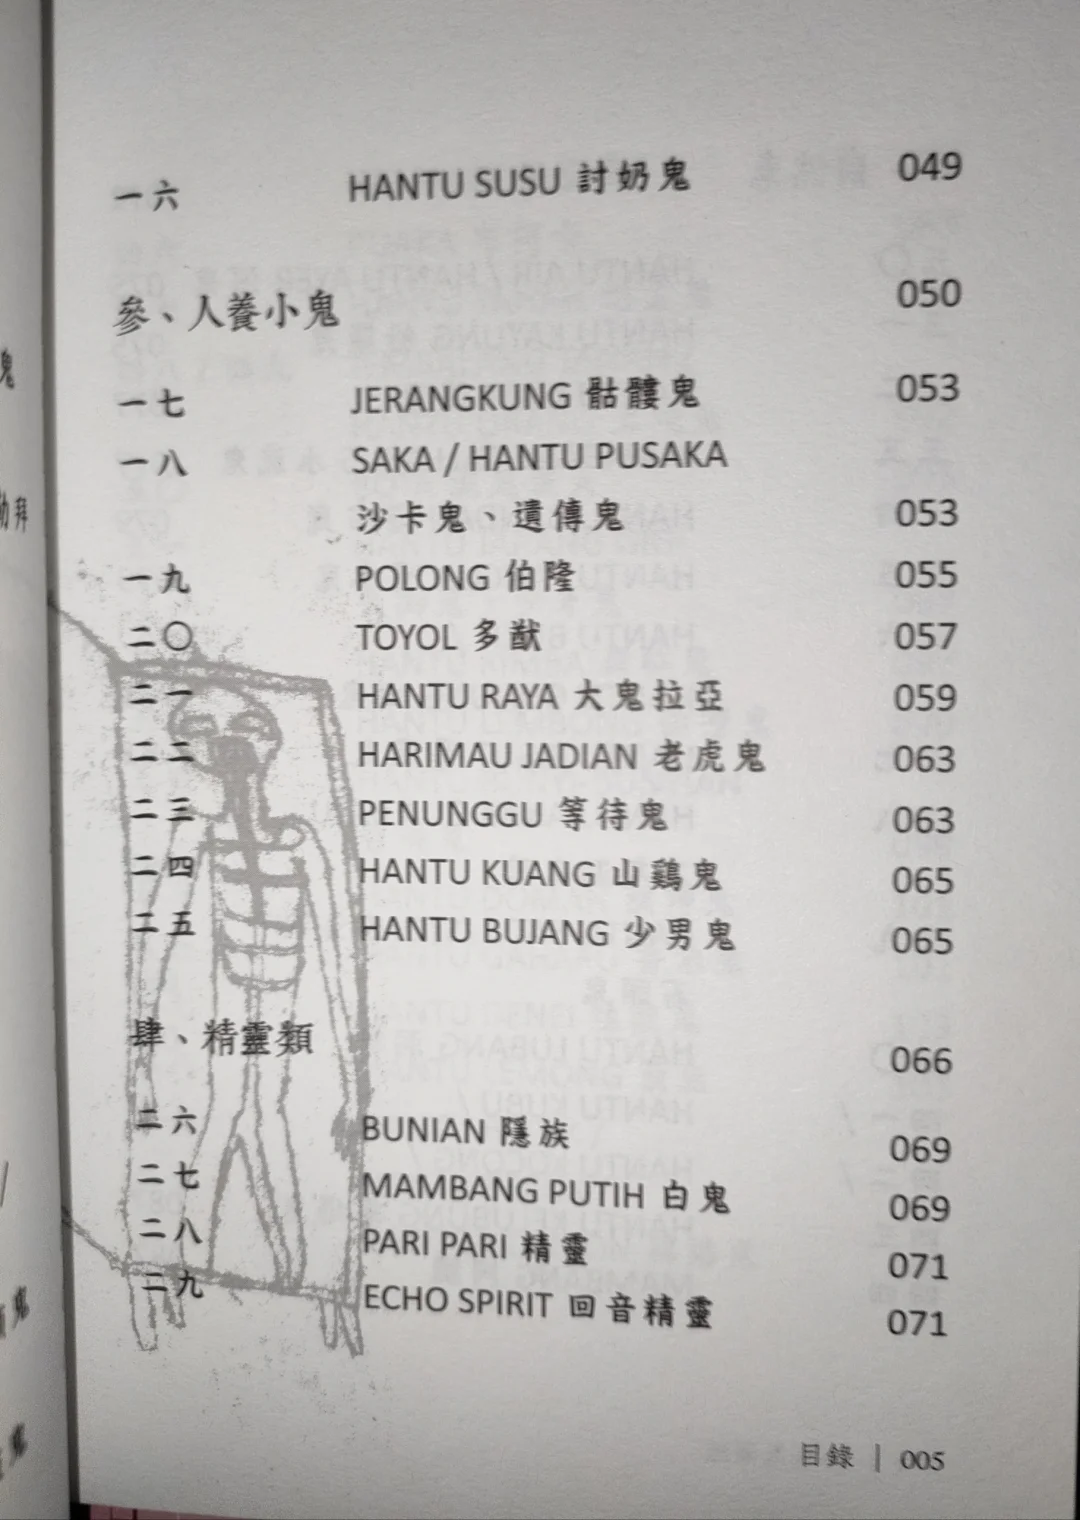 一六 HANTU SUSU 討奶鬼 049
參、人養小鬼 050
一七 JERANGKUNG 骷髏鬼 053
一八 SAKA / HANTU PUSAKA
沙卡鬼、遺傳鬼 053
一九 POLONG 伯隆 055
二〇 TOYOL 多猷 057
二一 HANTU RAYA 大鬼拉亞 059
二二 HARIMAU JADIAN 老虎鬼 063
二三 PENUNGGU 等待鬼 063
二四 HANTU KUANG 山鷄鬼 065
二五 HANTU BUJANG 少男鬼 065
肆、精靈類 066
二六 BUNIAN 隱族 069
二七 MAMBANG PUTIH 白鬼 069
二八 PARI PARI 精靈 071
二九 ECHO SPIRIT 回音精靈 071
目錄 | 005